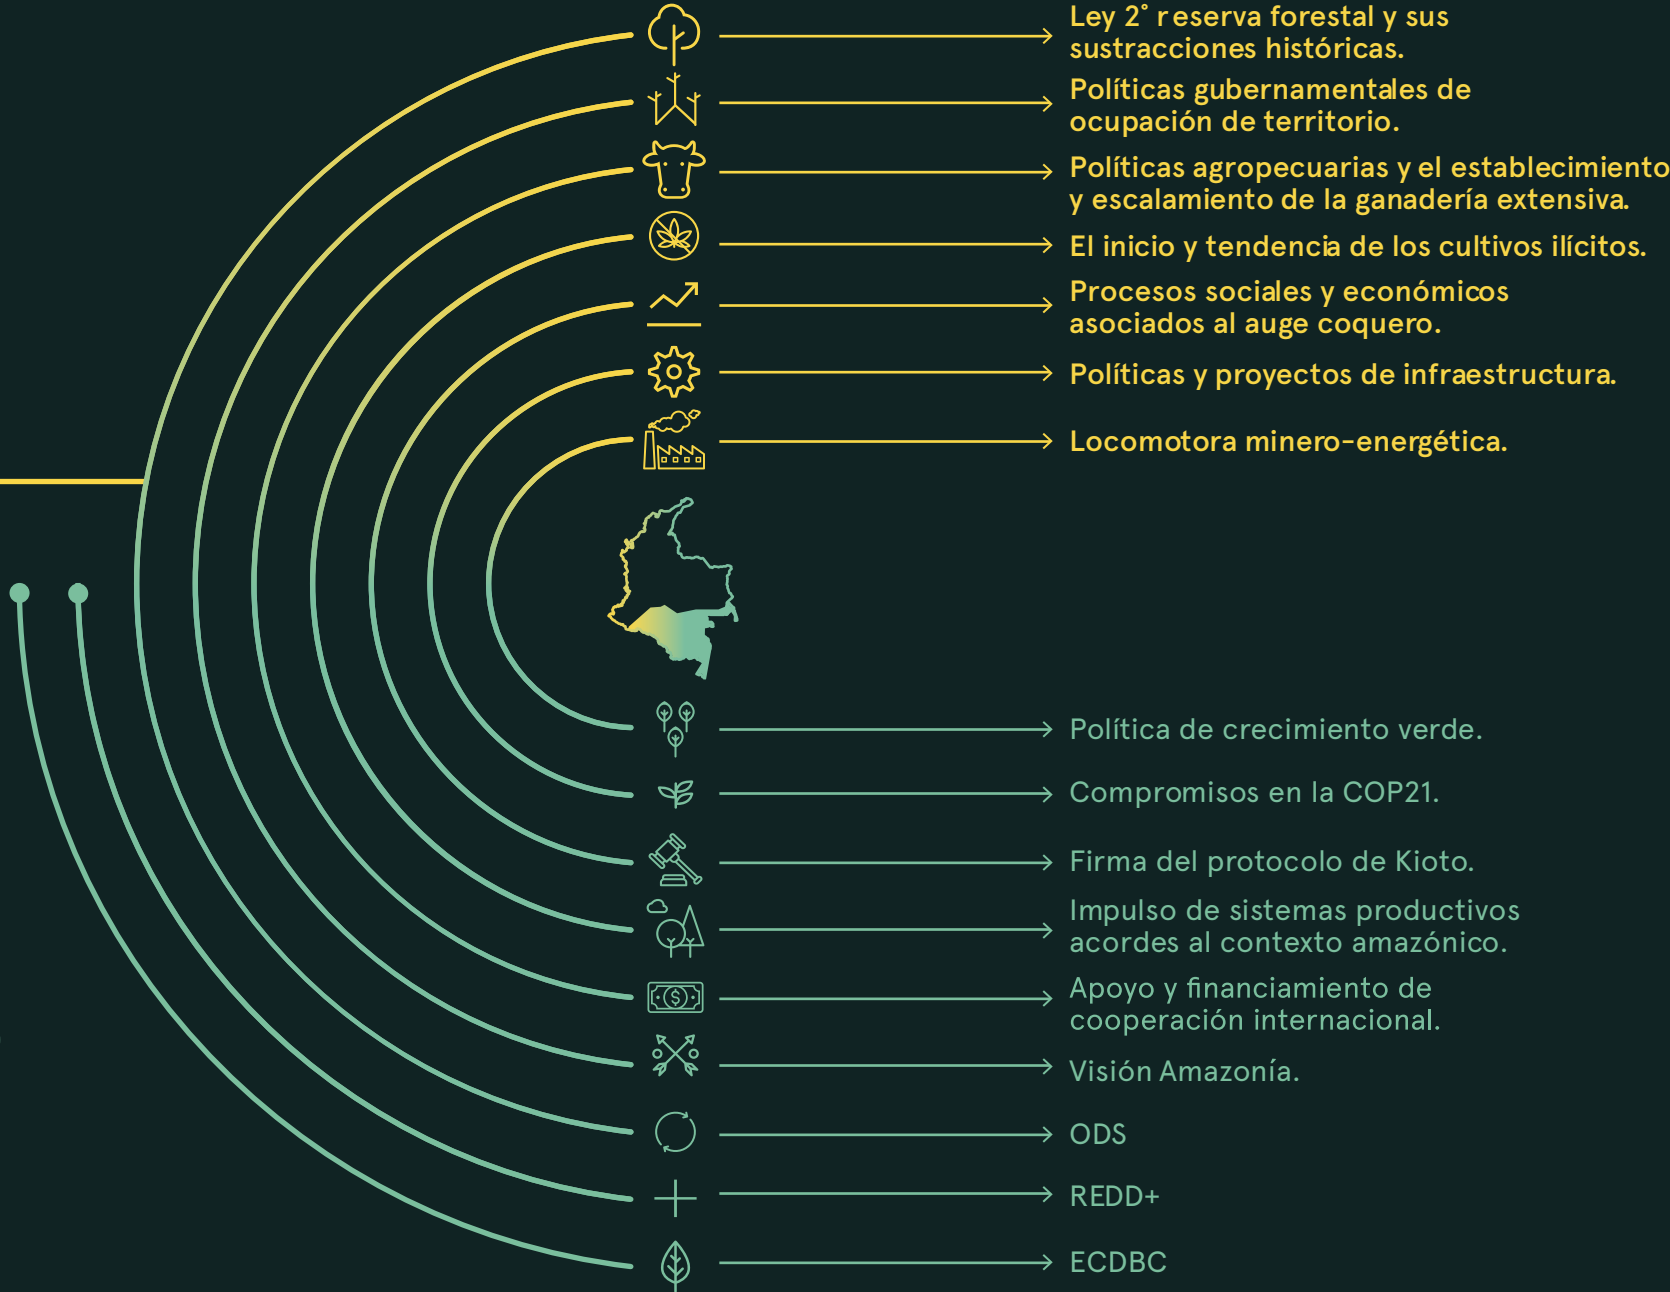 Ley 2° reserva forestal y sus
sustracciones históricas.
Políticas gubernamentales de
ocupación de territorio.
Políticas agropecuarias y el establecimiento
y escalamiento de la ganadería extensiva.
El inicio y tendencia de los cultivos ilícitos.
Procesos sociales y económicos
asociados al auge coquero.
Políticas y proyectos de infraestructura.
Locomotora minero-energética.
Política de crecimiento verde.
Compromisos en la COP21.
Firma del protocolo de Kioto.
Impulso de sistemas productivos
acordes al contexto amazónico.
Apoyo y financiamiento de
cooperación internacional.
Visión Amazonía.
ODS
REDD+
ECDBC